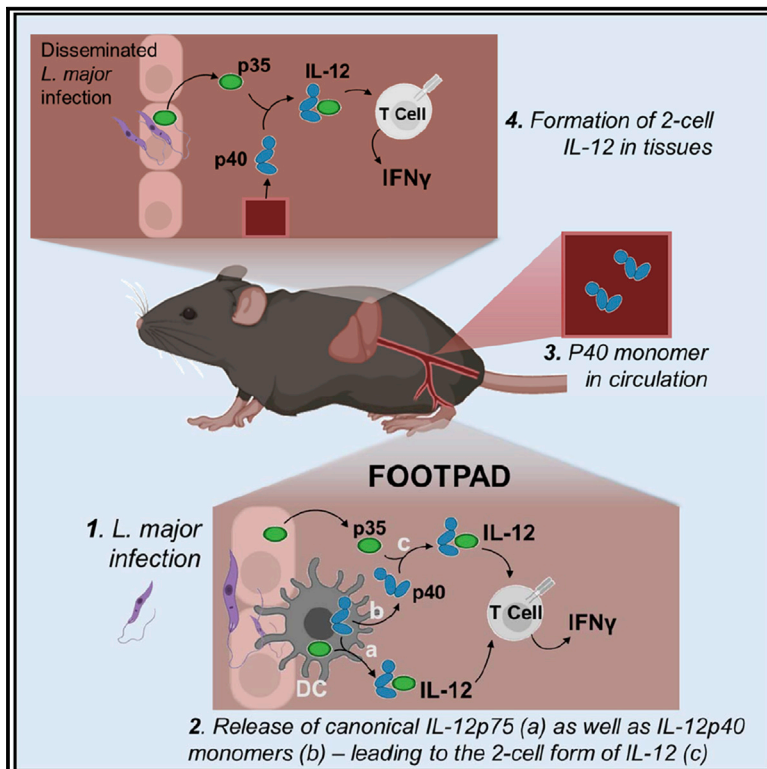 Disseminated
L. major
infection
p35
IL-12
T Cell
p40
IFNγ
4. Formation of 2-cell
IL-12 in tissues
3. P40 monomer
in circulation
FOOTPAD
1. L. major
infection
p35
c
IL-12
p40
b
a
DC
IL-12
T Cell
IFNγ
2. Release of canonical IL-12p75 (a) as well as IL-12p40
monomers (b) – leading to the 2-cell form of IL-12 (c)